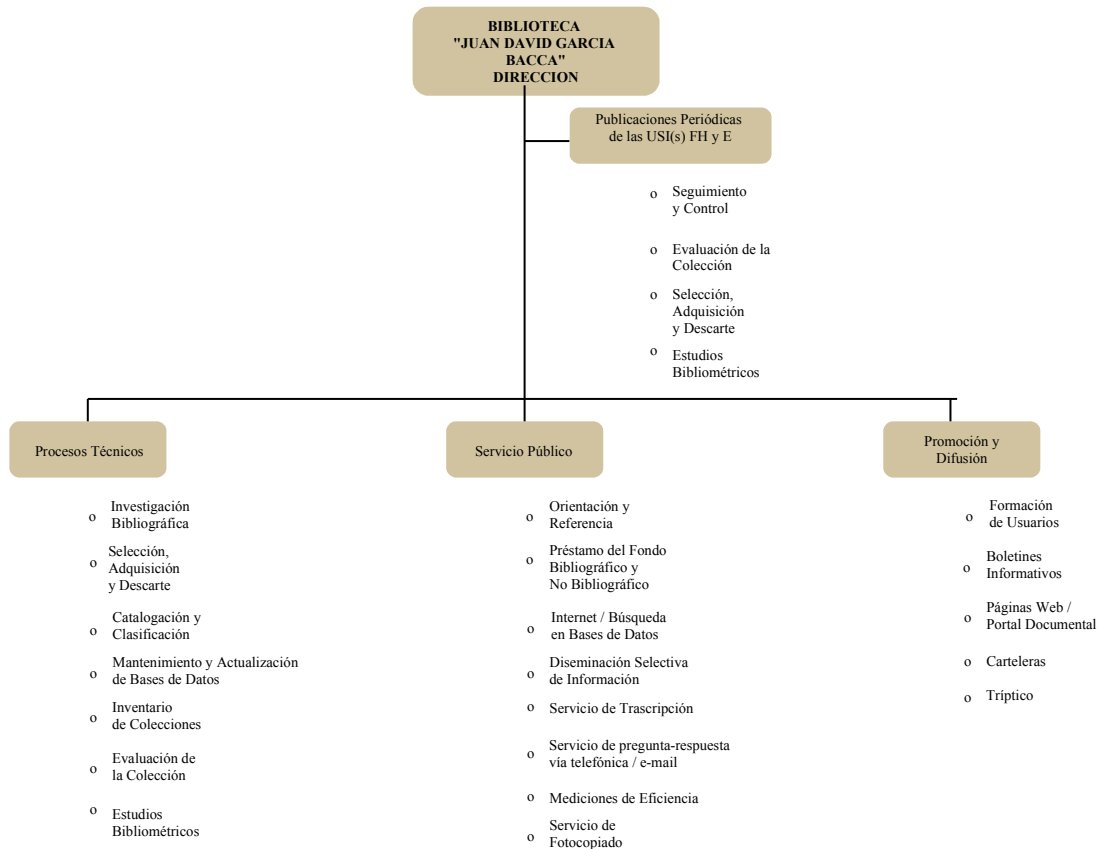 BIBLIOTECA
"JUAN DAVID GARCIA
BACCA"
DIRECCION
Publicaciones Periódicas
de las USI(s) FH y E
o Seguimiento
y Control
o Evaluación de la
Colección
o Selección,
Adquisición
y Descarte
o Estudios
Bibliométricos
Procesos Técnicos
o Investigación
Bibliográfica
o Selección,
Adquisición
y Descarte
o Catalogación y
Clasificación
o Mantenimiento y Actualización
de Bases de Datos
o Inventario
de Colecciones
o Evaluación de
la Colección
o Estudios
Bibliométricos
Servicio Público
o Orientación y
Referencia
o Préstamo del Fondo
Bibliográfico y
No Bibliográfico
o Internet / Búsqueda
en Bases de Datos
o Diseminación Selectiva
de Información
o Servicio de Trascripción
o Servicio de pregunta-respuesta
vía telefónica / e-mail
o Mediciones de Eficiencia
o Servicio de
Fotocopiado
Promoción y
Difusión
o Formación
de Usuarios
o Boletines
Informativos
o Páginas Web /
Portal Documental
o Carteleras
o Tríptico